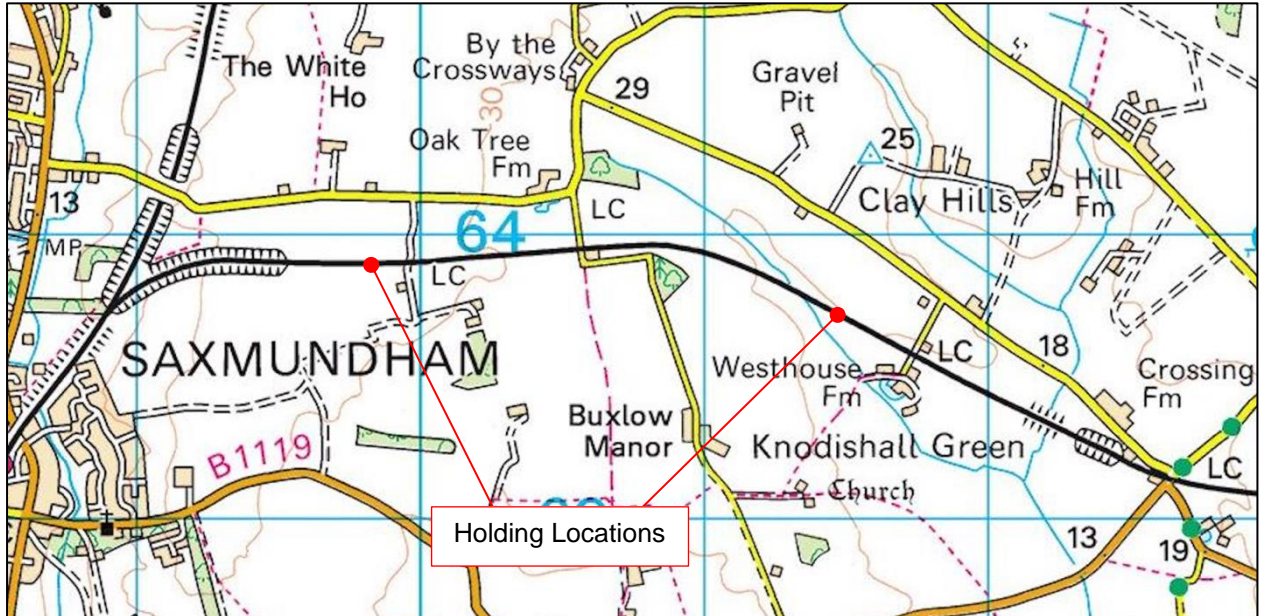 By the
Crossways
The White
Ho
29
Gravel
Pit
30
Oak Tree
Fm
25
13
Clay Hills
Hill
Fm
LC
64
MP
LC
SAXMUNDHAM
18
LC
Westhouse
Fm
Crossing
Fm
Buxlow
Manor
Knodishall Green
B1119
LC
Church
Holding Locations
13
19